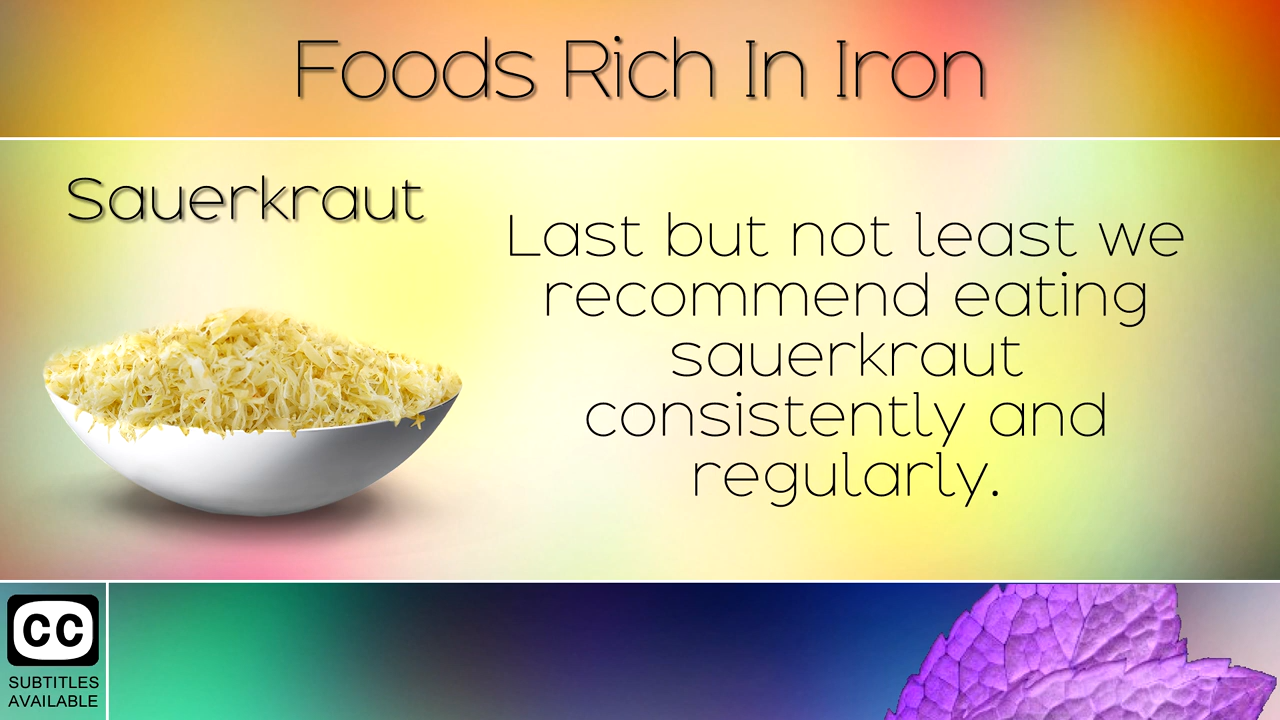 Foods Rich In Iron
Sauerkraut
Last but not least we
recommend eating
sauerkraut
consistently and
regularly.
CC
SUBTITLES
AVAILABLE